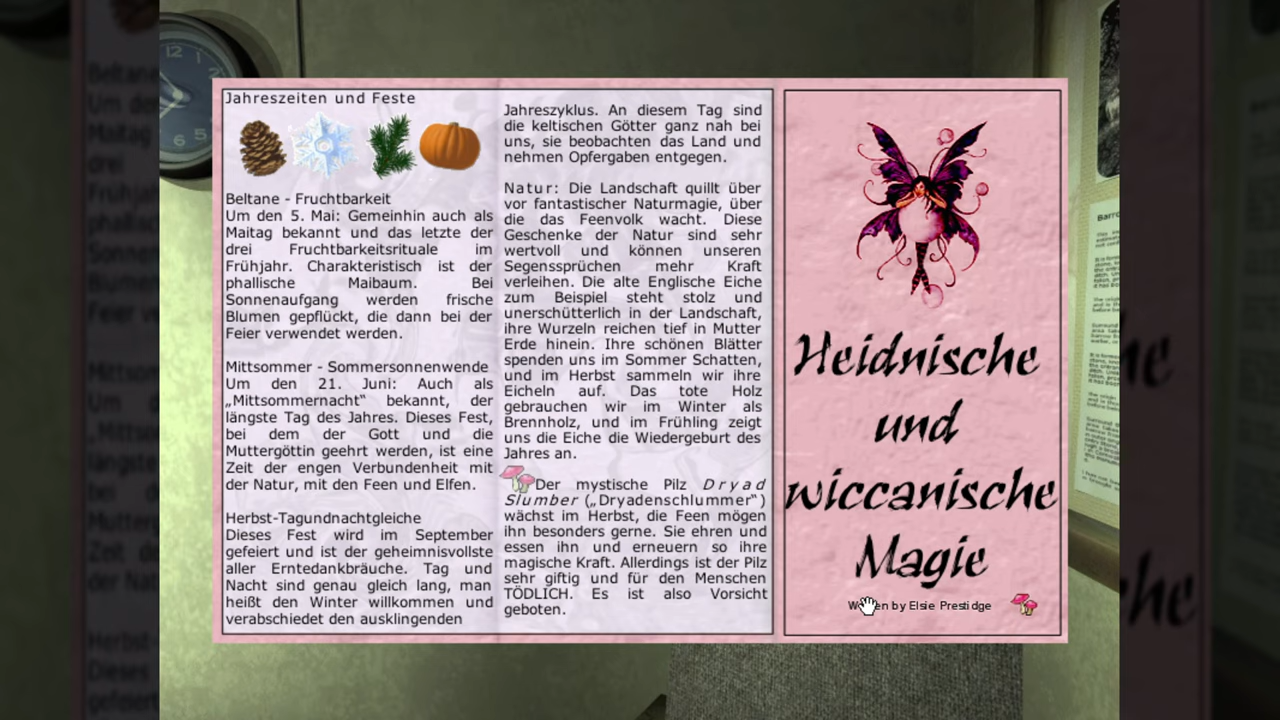 Jahreszeiten und Feste
Beltane - Fruchtbarkeit
Um den 5. Mai: Gemeinhin auch als
Maitag bekannt und das letzte der
drei Fruchtbarkeitsrituale im
Frühjahr. Charakteristisch ist der
phallische Maibaum. Bei
Sonnenaufgang werden frische
Blumen gepflückt, die dann bei der
Feier verwendet werden.
Mittsommer - Sommersonnenwende
Um den 21. Juni: Auch als
„Mittsommernacht“ bekannt, der
längste Tag des Jahres. Dieses Fest,
bei dem der Gott und die
Muttergöttin geehrt werden, ist eine
Zeit der engen Verbundenheit mit
der Natur, mit den Feen und Elfen.
Herbst-Tagundnachtgleiche
Dieses Fest wird im September
gefeiert und ist der geheimnisvollste
aller Erntedankbräuche. Tag und
Nacht sind genau gleich lang, man
heißt den Winter willkommen und
verabschiedet den ausklingenden
Jahreszyklus. An diesem Tag sind
die keltischen Götter ganz nah bei
uns, sie beobachten das Land und
nehmen Opfergaben entgegen.
Natur: Die Landschaft quillt über
vor fantastischer Naturmagie, über
die das Feenvolk wacht. Diese
Geschenke der Natur sind sehr
wertvoll und können unseren
Segenssprüchen mehr Kraft
verleihen. Die alte Englische Eiche
zum Beispiel steht stolz und
unerschütterlich in der Landschaft,
ihre Wurzeln reichen tief in Mutter
Erde hinein. Ihre schönen Blätter
spenden uns im Sommer Schatten,
und im Herbst sammeln wir ihre
Eicheln auf. Das tote Holz
gebrauchen wir im Winter als
Brennholz, und im Frühling zeigt
uns die Eiche die Wiedergeburt des
Jahres an.
Der mystische Pilz Dryad
Slumber („Dryadenschlummer“)
wächst im Herbst, die Feen mögen
ihn besonders gerne. Sie ehren und
essen ihn und erneuern so ihre
magische Kraft. Allerdings ist der Pilz
sehr giftig und für den Menschen
TÖDLICH. Es ist also Vorsicht
geboten.
Heidnische
und
wiccanische
Magie
by Elsie Prestidge